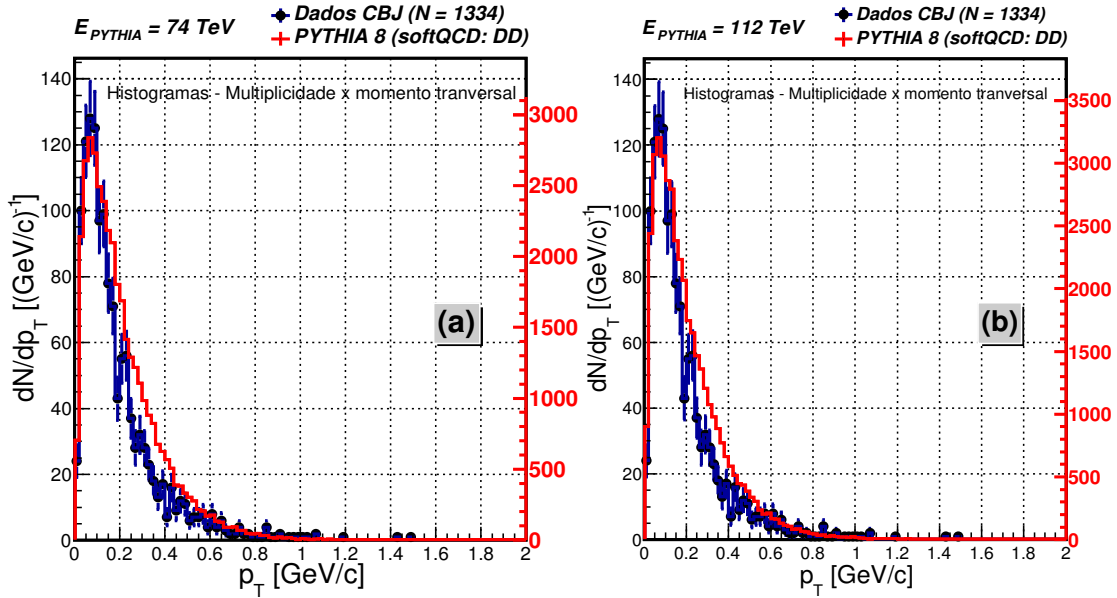 E PYTHIA = 74 TeV
Dados CBJ (N = 1334)
PYTHIA 8 (softQCD: DD)
Histogramas - Multiplicidade x momento tranversal
(a)
dN/dp_T [(GeV/c)^-1]
140
120
100
80
60
40
20
0
3000
2500
2000
1500
1000
500
0
0 0.2 0.4 0.6 0.8 1 1.2 1.4 1.6 1.8 2
p_T [GeV/c]
E PYTHIA = 112 TeV
Dados CBJ (N = 1334)
PYTHIA 8 (softQCD: DD)
Histogramas - Multiplicidade x momento tranversal
(b)
dN/dp_T [(GeV/c)^-1]
140
120
100
80
60
40
20
0
3500
3000
2500
2000
1500
1000
500
0
0 0.2 0.4 0.6 0.8 1 1.2 1.4 1.6 1.8 2
p_T [GeV/c]